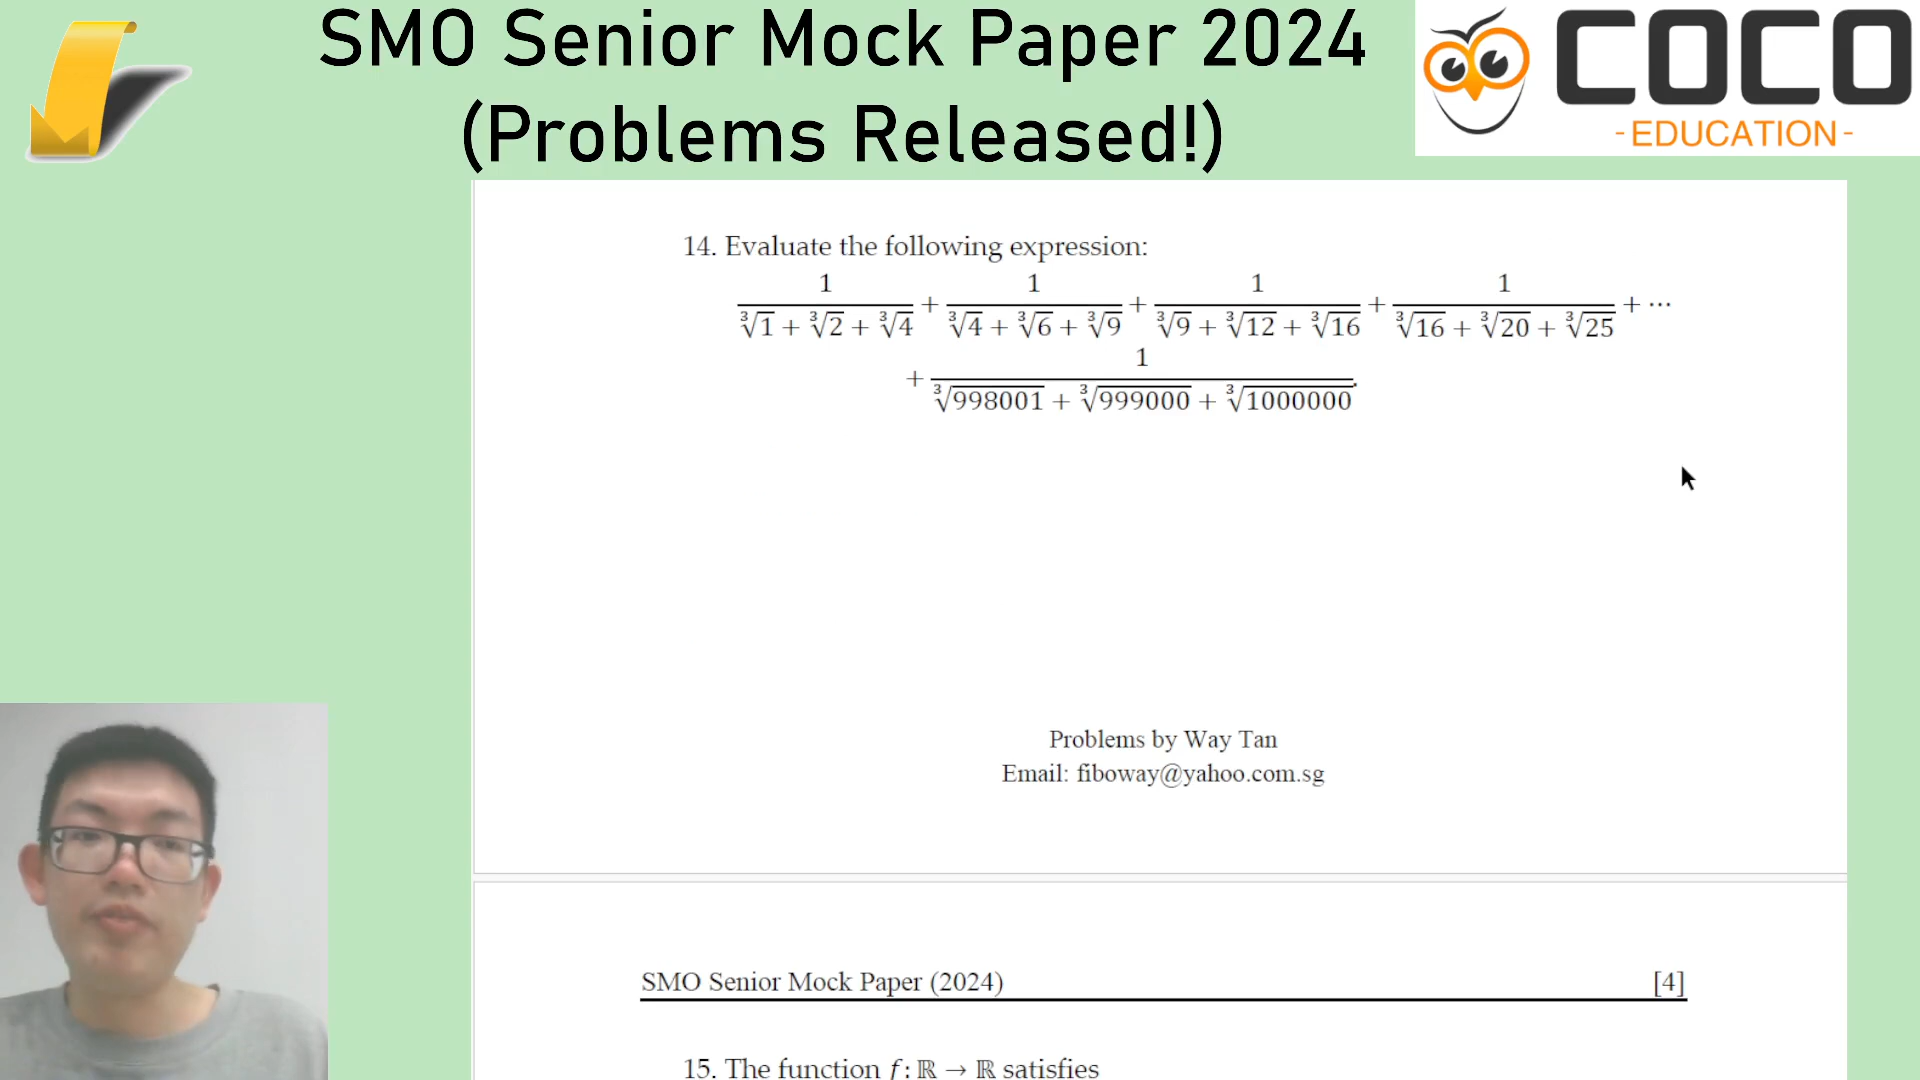 SMO Senior Mock Paper 2024
(Problems Released!)
COCO
-EDUCATION-
14. Evaluate the following expression:
1/(∛1 + ∛2 + ∛4) + 1/(∛4 + ∛6 + ∛9) + 1/(∛9 + ∛12 + ∛16) + 1/(∛16 + ∛20 + ∛25) + ⋯
+ 1/(∛998001 + ∛999000 + ∛1000000).
Problems by Way Tan
Email: fiboway@yahoo.com.sg
SMO Senior Mock Paper (2024) [4]
15. The function f: ℝ → ℝ satisfies